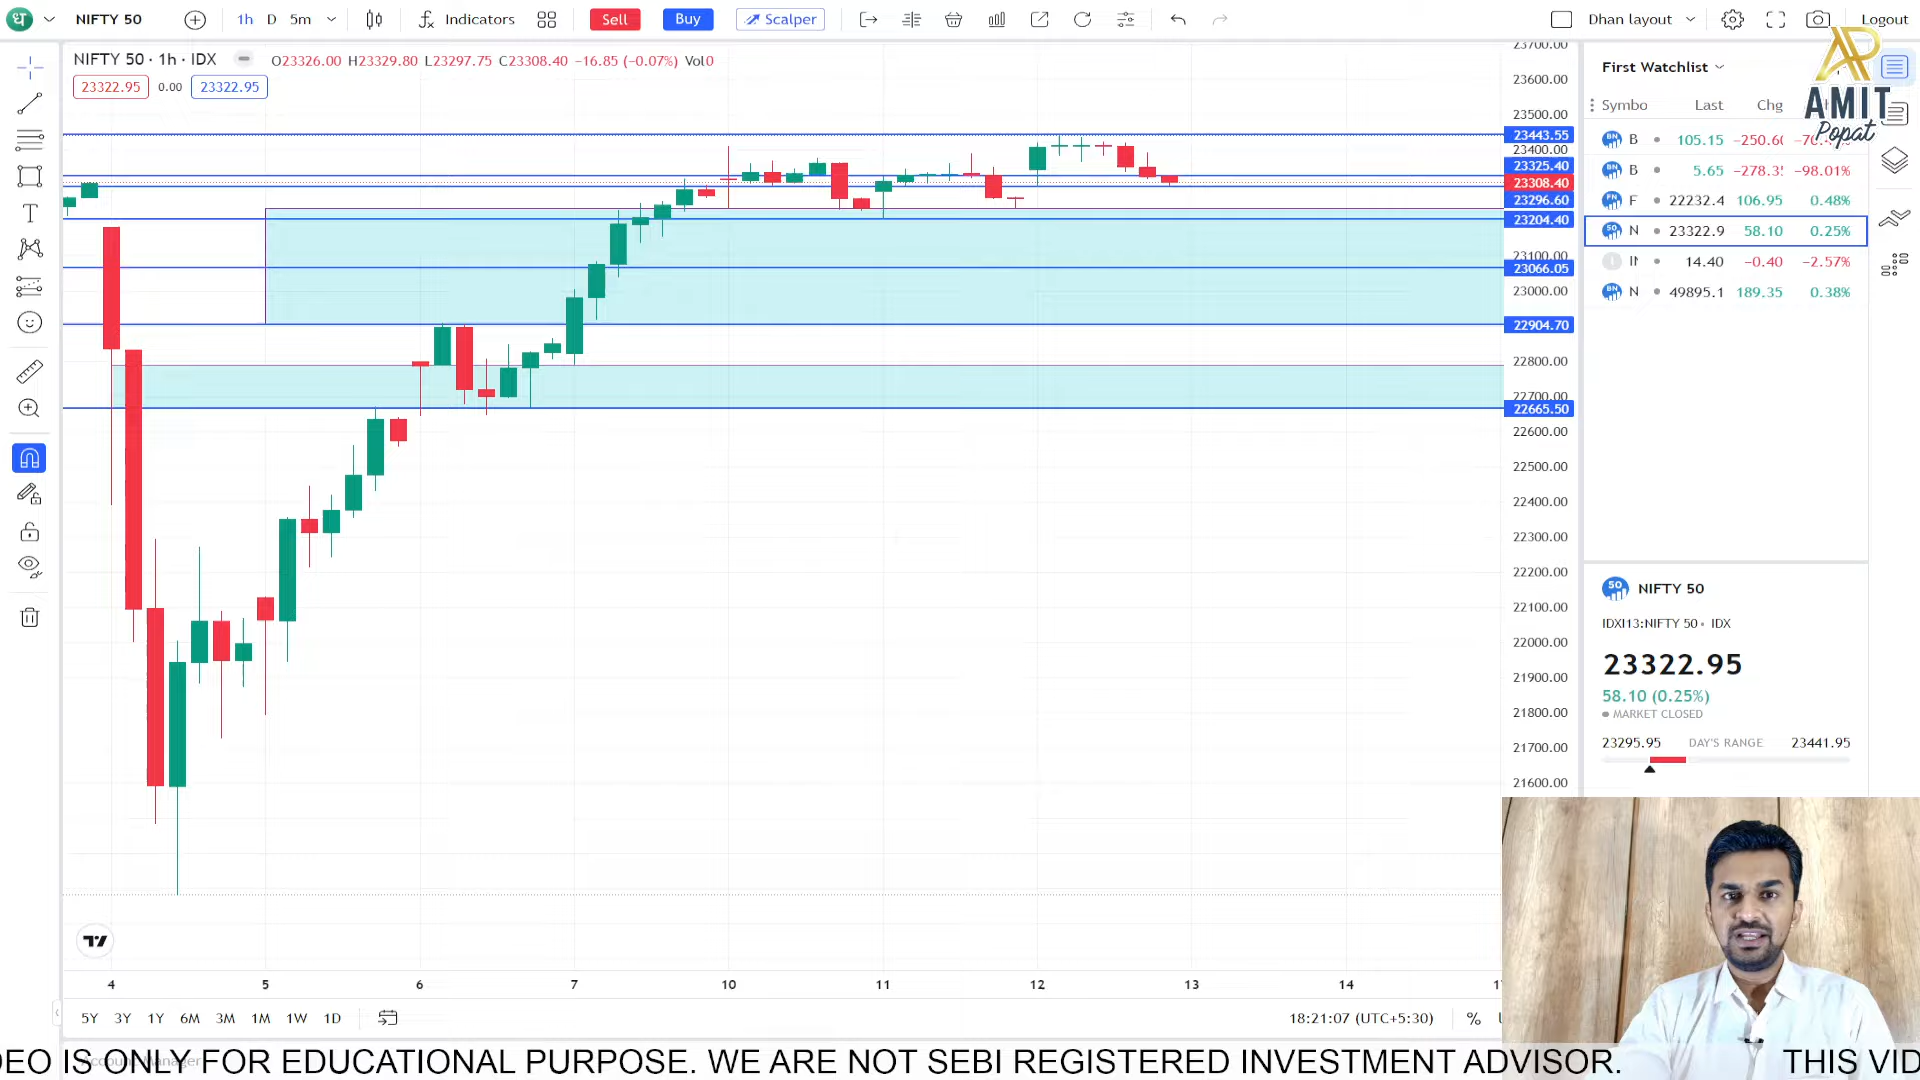 NIFTY 50
1h D 5m
Indicators
Sell
Buy
Scalper
Dhan layout
Logout
NIFTY 50 · 1h · IDX
O23326.00 H23329.80 L23297.75 C23308.40 −16.85 (−0.07%) Vol0
23322.95 0.00 23322.95
23700.00
23600.00
23500.00
23443.55
23400.00
23325.40
23308.40
23296.60
23204.40
23100.00
23066.05
23000.00
22904.70
22800.00
22700.00
22665.50
22600.00
22500.00
22400.00
22300.00
22200.00
22100.00
22000.00
21900.00
21800.00
21700.00
21600.00
4 5 6 7 10 11 12 13 14
5Y 3Y 1Y 6M 3M 1M 1W 1D
18:21:07 (UTC+5:30) %
First Watchlist
Symbo Last Chg
B 105.15 −250.60
B 5.65 −278.35 −98.01%
F 22232.4 106.95 0.48%
N 23322.9 58.10 0.25%
IN 14.40 −0.40 −2.57%
N 49895.1 189.35 0.38%
AP
AMIT
Popat
50 NIFTY 50
IDXI13:NIFTY 50 • IDX
23322.95
58.10 (0.25%)
MARKET CLOSED
23295.95 DAY'S RANGE 23441.95
Account Manager
DEO IS ONLY FOR EDUCATIONAL PURPOSE. WE ARE NOT SEBI REGISTERED INVESTMENT ADVISOR. THIS VID